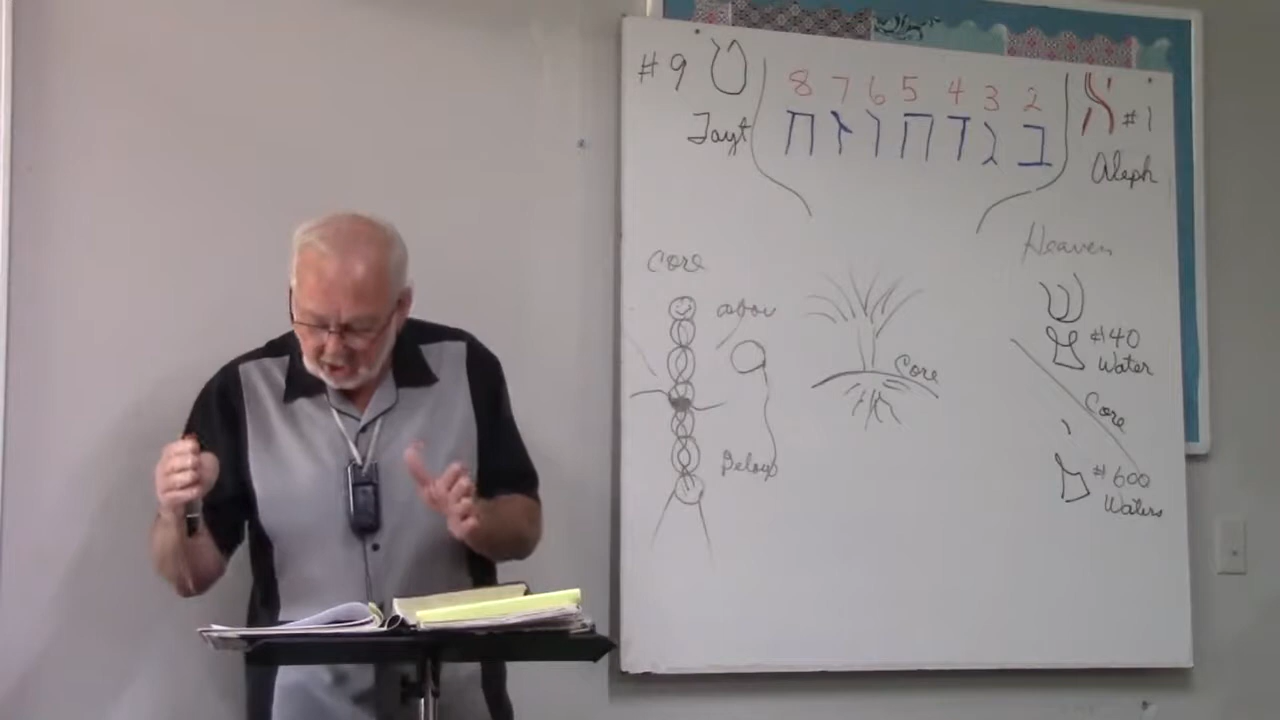 #9 ט 8 7 6 5 4 3 2 א #1
Tayt ח ז ו ה ד ג ב Aleph
Heaven
Core
#40
Water
Core
Core
#600
Waters
Below